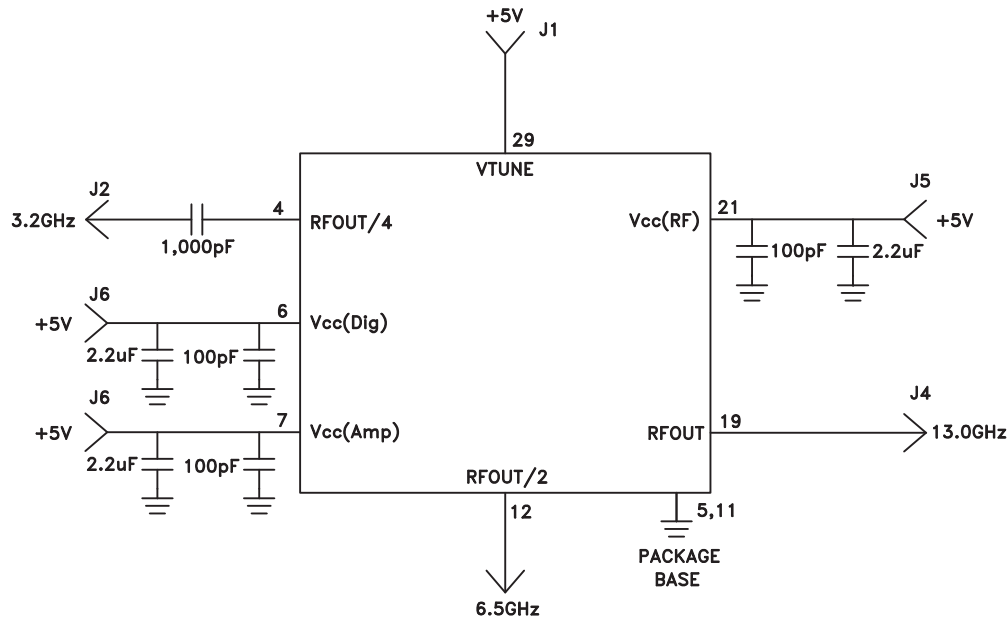 +5V
J1
29
VTUNE
J2
3.2GHz
1,000pF
4
RFOUT/4
Vcc(RF)
21
J5
+5V
100pF
2.2uF
J6
+5V
6
Vcc(Dig)
2.2uF
100pF
J6
+5V
7
Vcc(Amp)
2.2uF
100pF
RFOUT
19
J4
13.0GHz
RFOUT/2
12
5,11
PACKAGE
BASE
6.5GHz